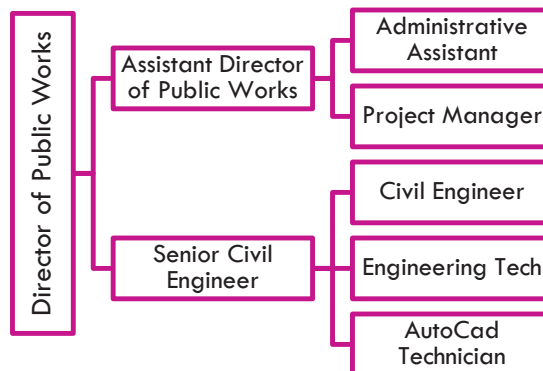 Director of Public Works
Assistant Director
of Public Works
Administrative
Assistant
Project Manager
Senior Civil
Engineer
Civil Engineer
Engineering Tech
AutoCad
Technician